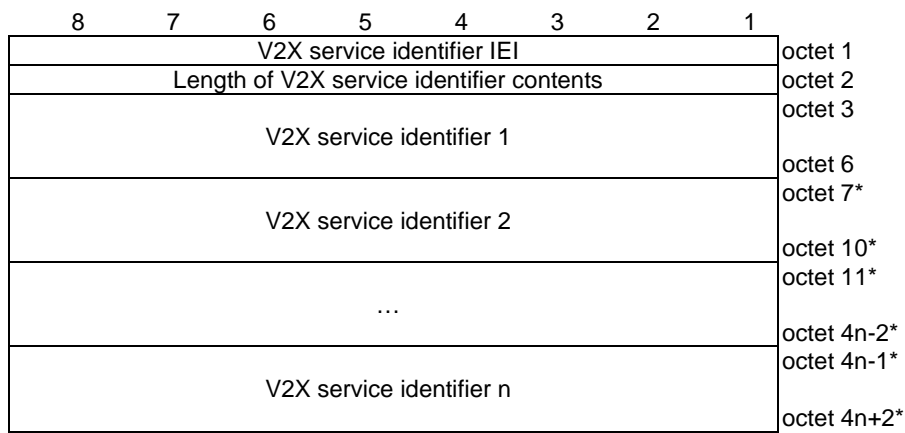 8 7 6 5 4 3 2 1
V2X service identifier IEI octet 1
Length of V2X service identifier contents octet 2
octet 3
V2X service identifier 1
octet 6
octet 7*
V2X service identifier 2
octet 10*
octet 11*
…
octet 4n-2*
octet 4n-1*
V2X service identifier n
octet 4n+2*